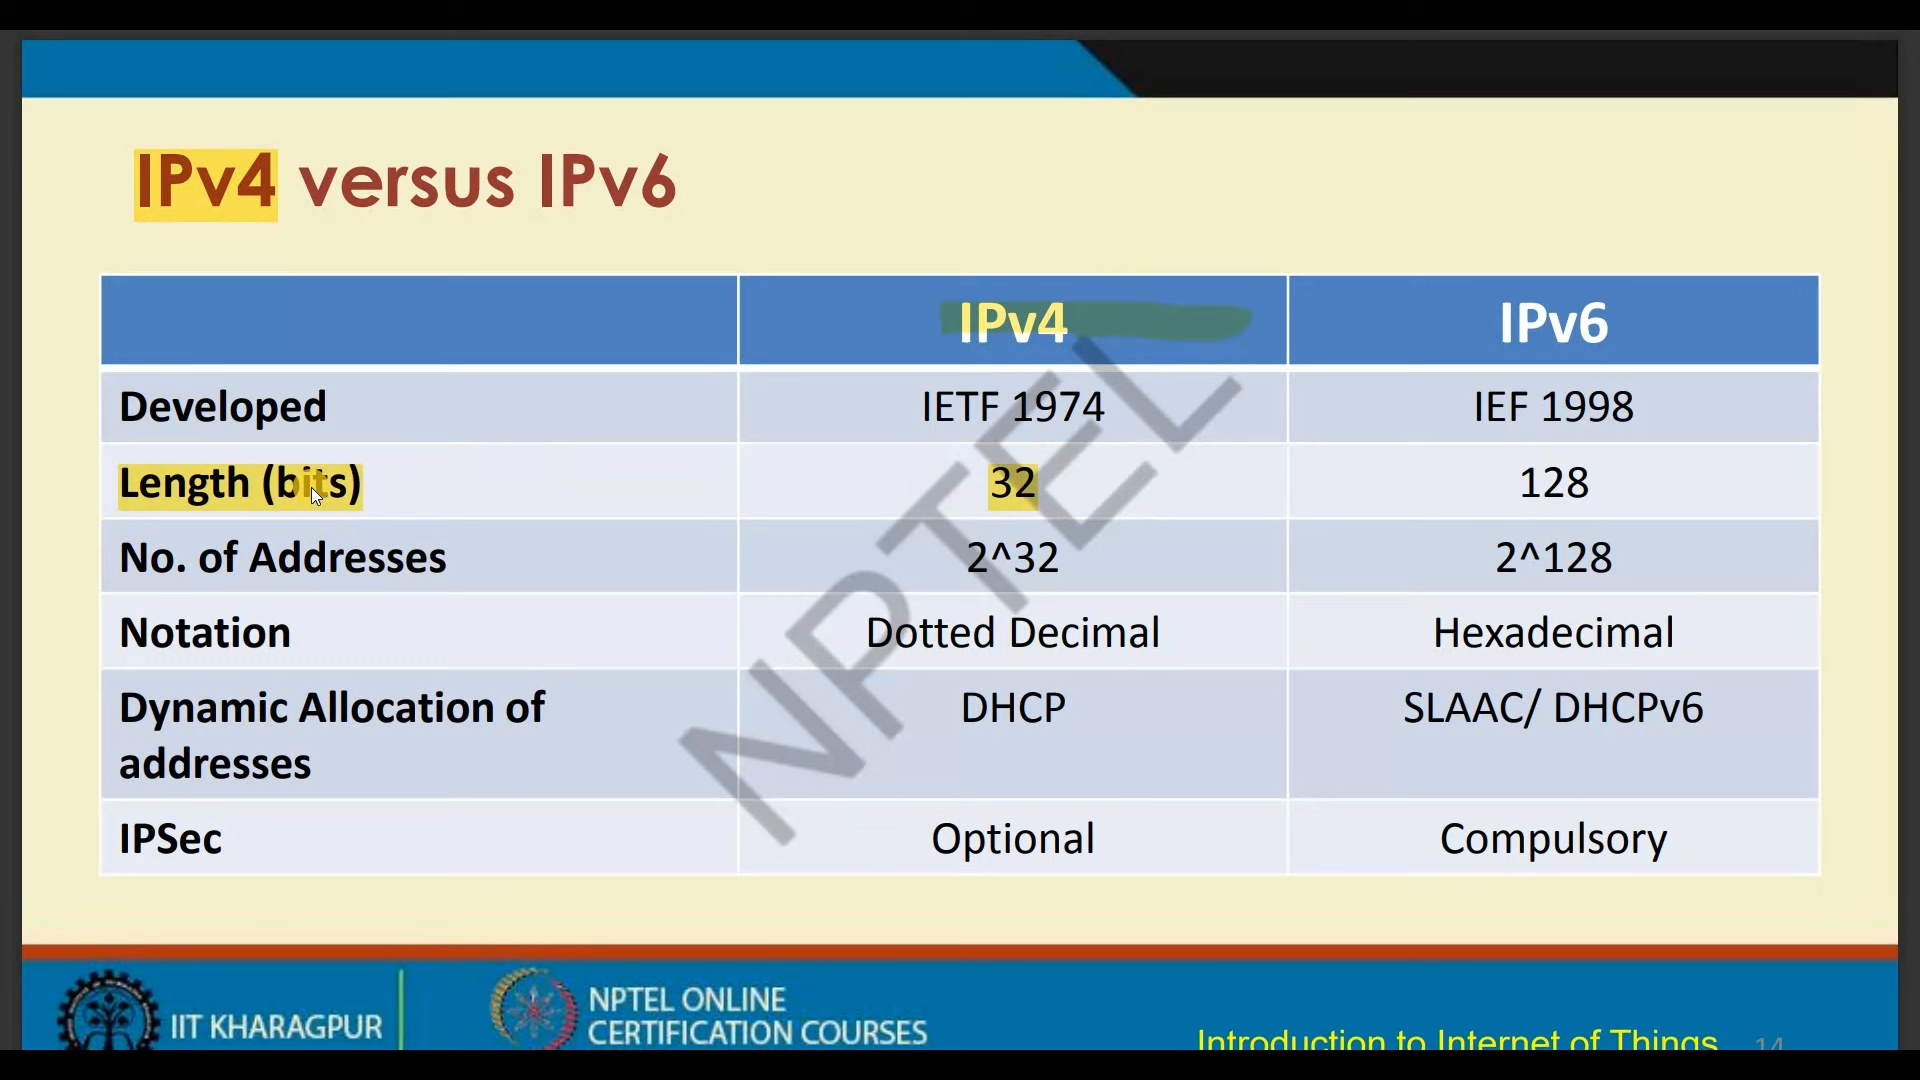 IPv4 versus IPv6
IPv4 IPv6
Developed IETF 1974 IEF 1998
Length (bits) 32 128
No. of Addresses 2^32 2^128
Notation Dotted Decimal Hexadecimal
Dynamic Allocation of addresses DHCP SLAAC/ DHCPv6
IPSec Optional Compulsory
NPTEL
IIT KHARAGPUR
NPTEL ONLINE
CERTIFICATION COURSES
Introduction to Internet of Things 14